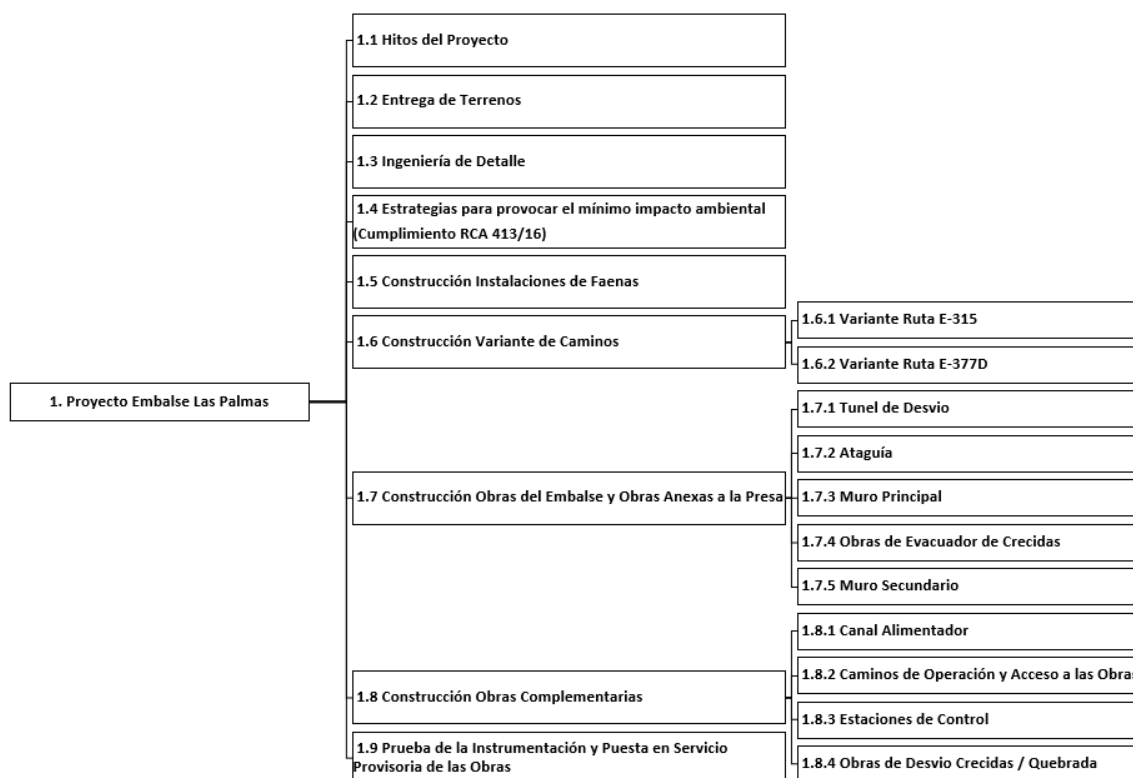 1. Proyecto Embalse Las Palmas
1.1 Hitos del Proyecto
1.2 Entrega de Terrenos
1.3 Ingeniería de Detalle
1.4 Estrategias para provocar el mínimo impacto ambiental
(Cumplimiento RCA 413/16)
1.5 Construcción Instalaciones de Faenas
1.6 Construcción Variante de Caminos
1.6.1 Variante Ruta E-315
1.6.2 Variante Ruta E-377D
1.7 Construcción Obras del Embalse y Obras Anexas a la Presa
1.7.1 Tunel de Desvio
1.7.2 Ataguía
1.7.3 Muro Principal
1.7.4 Obras de Evacuador de Crecidas
1.7.5 Muro Secundario
1.8 Construcción Obras Complementarias
1.8.1 Canal Alimentador
1.8.2 Caminos de Operación y Acceso a las Obras
1.8.3 Estaciones de Control
1.8.4 Obras de Desvio Crecidas / Quebrada
1.9 Prueba de la Instrumentación y Puesta en Servicio
Provisoria de las Obras